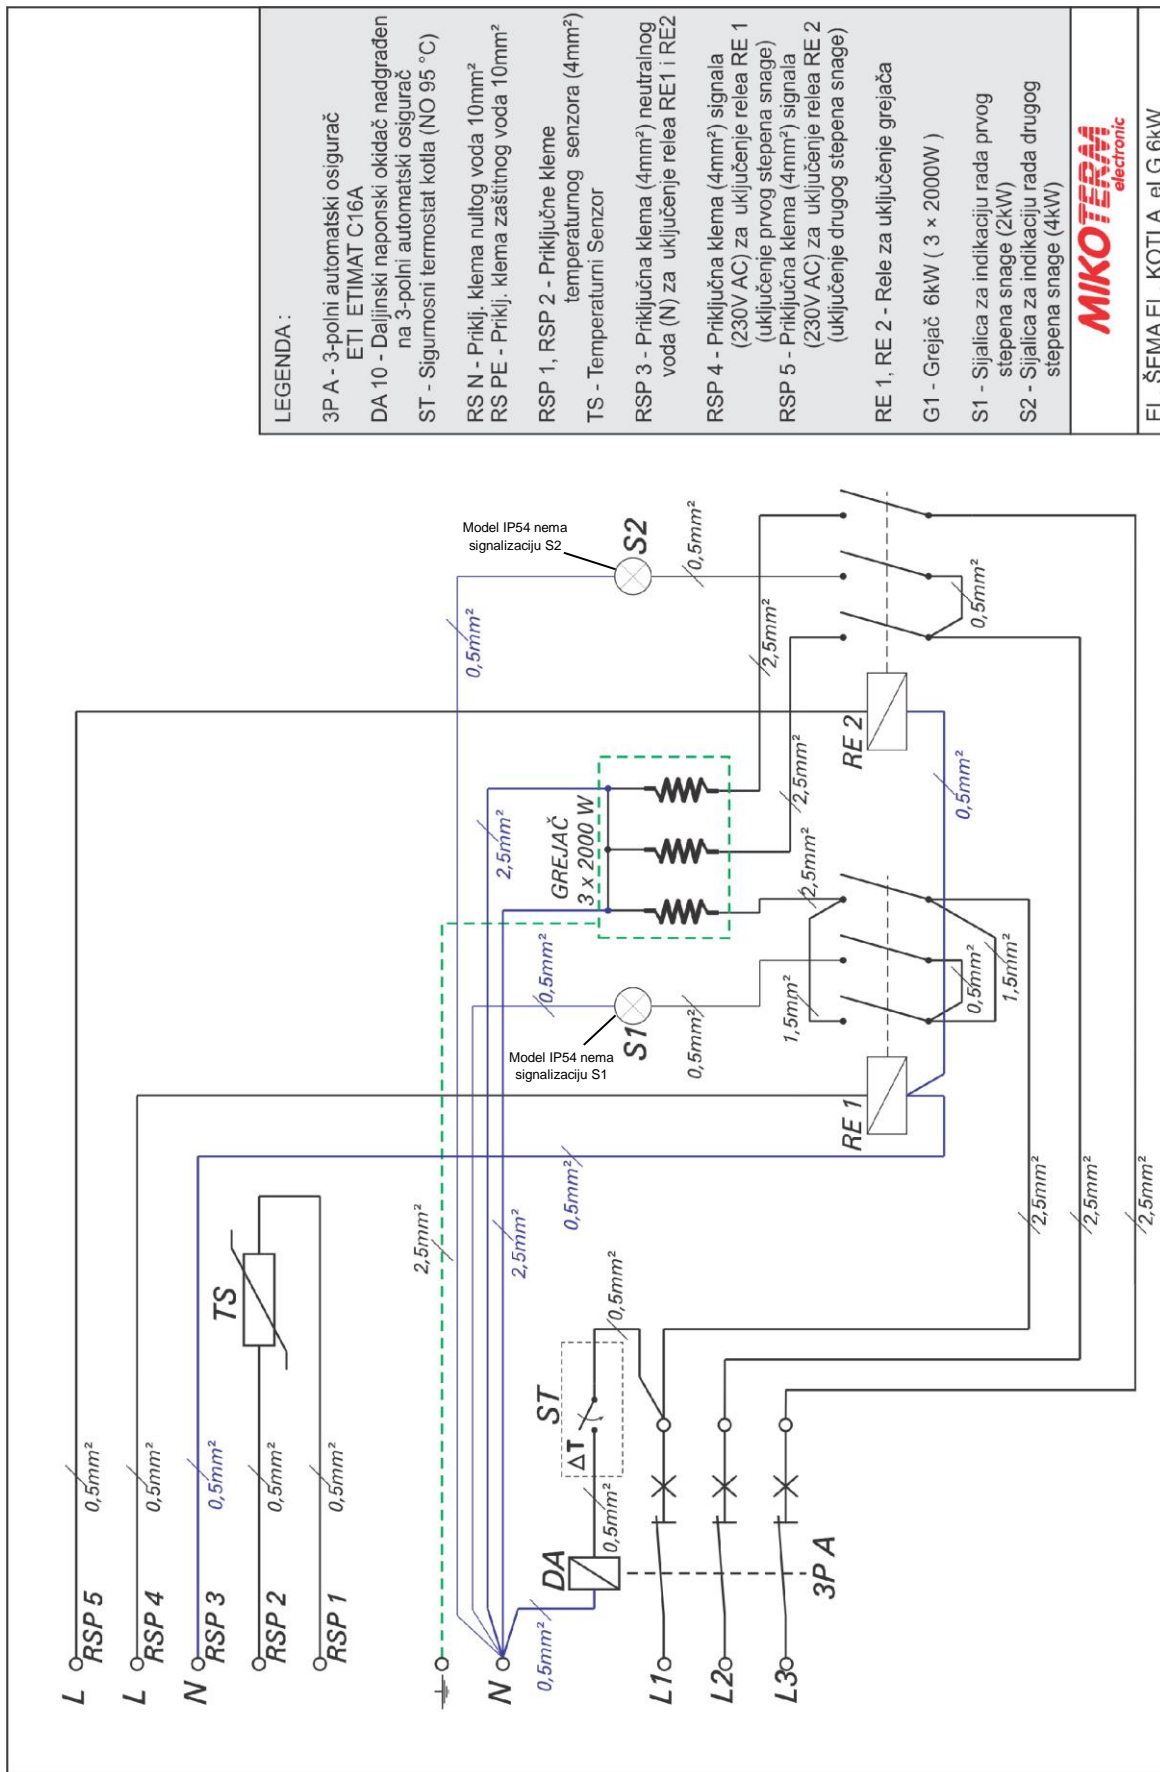 LEGENDA :
3P A - 3-polni automatski osigurač
ETI ETIMAT C16A
DA 10 - Daljinski naponski okidač nadgrađen
na 3-polni automatski osigurač
ST - Sigurnosni termostat kotla (NO 95 °C)
RS N - Priklj. klema nultog voda 10mm²
RS PE - Priklj. klema zaštitnog voda 10mm²
RSP 1, RSP 2 - Priključne kleme
temperaturnog senzora (4mm²)
TS - Temperaturni Senzor
RSP 3 - Priključna klema (4mm²) neutralnog
voda (N) za uključenje relea RE1 i RE2
RSP 4 - Priključna klema (4mm²) signala
(230V AC) za uključenje relea RE 1
(uključenje prvog stepena snage)
RSP 5 - Priključna klema (4mm²) signala
(230V AC) za uključenje relea RE 2
(uključenje drugog stepena snage)
RE 1, RE 2 - Rele za uključenje grejača
G1 - Grejač 6kW ( 3 × 2000W )
S1 - Sijalica za indikaciju rada prvog
stepena snage (2kW)
S2 - Sijalica za indikaciju rada drugog
stepena snage (4kW)
MIKOTERM
electronic
EL. ŠEMA EL. KOTLA eLG 6kW
L
RSP 5
0,5mm²
L
RSP 4
0,5mm²
N
RSP 3
0,5mm²
RSP 2
0,5mm²
RSP 1
0,5mm²
TS
0,5mm²
2,5mm²
2,5mm²
N
0,5mm²
DA
0,5mm²
ΔT
ST
0,5mm²
L1
L2
L3
3P A
2,5mm²
2,5mm²
2,5mm²
RE 1
Model IP54 nema
signalizaciju S1
S1
0,5mm²
0,5mm²
1,5mm²
0,5mm²
1,5mm²
2,5mm²
GREJAČ
3 x 2000 W
2,5mm²
2,5mm²
2,5mm²
RE 2
0,5mm²
Model IP54 nema
signalizaciju S2
S2
0,5mm²
0,5mm²
0,5mm²